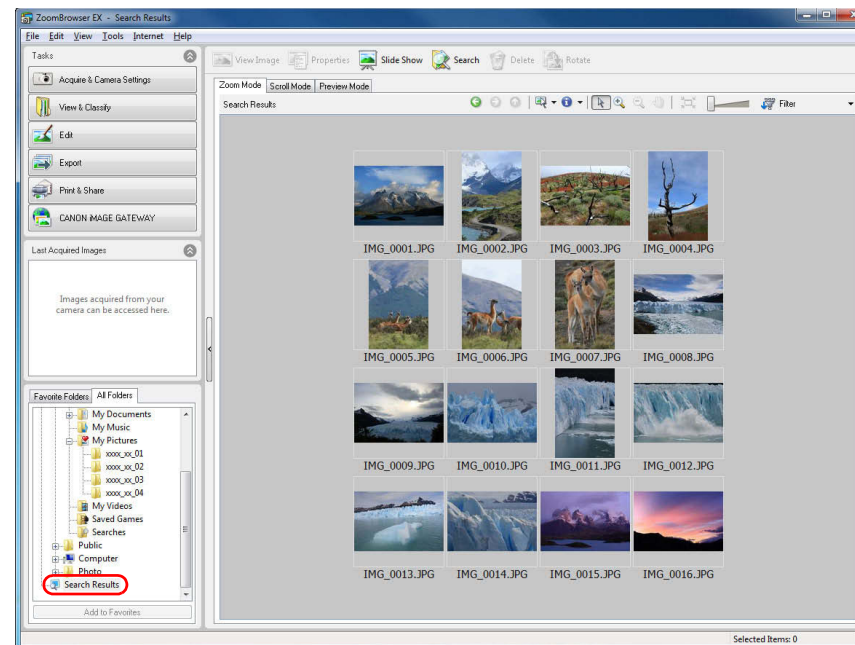 ZoomBrowser EX - Search Results
File Edit View Tools Internet Help
Tasks
Acquire & Camera Settings
View & Classify
Edit
Export
Print & Share
CANON iMAGE GATEWAY
Last Acquired Images
Images acquired from your
camera can be accessed here.
Favorite Folders All Folders
My Documents
My Music
My Pictures
xxxx_xx_01
xxxx_xx_02
xxxx_xx_03
xxxx_xx_04
My Videos
Saved Games
Searches
Public
Computer
Photo
Search Results
Add to Favorites
View Image Properties Slide Show Search Delete Rotate
Zoom Mode Scroll Mode Preview Mode
Search Results Filter
IMG_0001.JPG IMG_0002.JPG IMG_0003.JPG IMG_0004.JPG
IMG_0005.JPG IMG_0006.JPG IMG_0007.JPG IMG_0008.JPG
IMG_0009.JPG IMG_0010.JPG IMG_0011.JPG IMG_0012.JPG
IMG_0013.JPG IMG_0014.JPG IMG_0015.JPG IMG_0016.JPG
Selected Items: 0